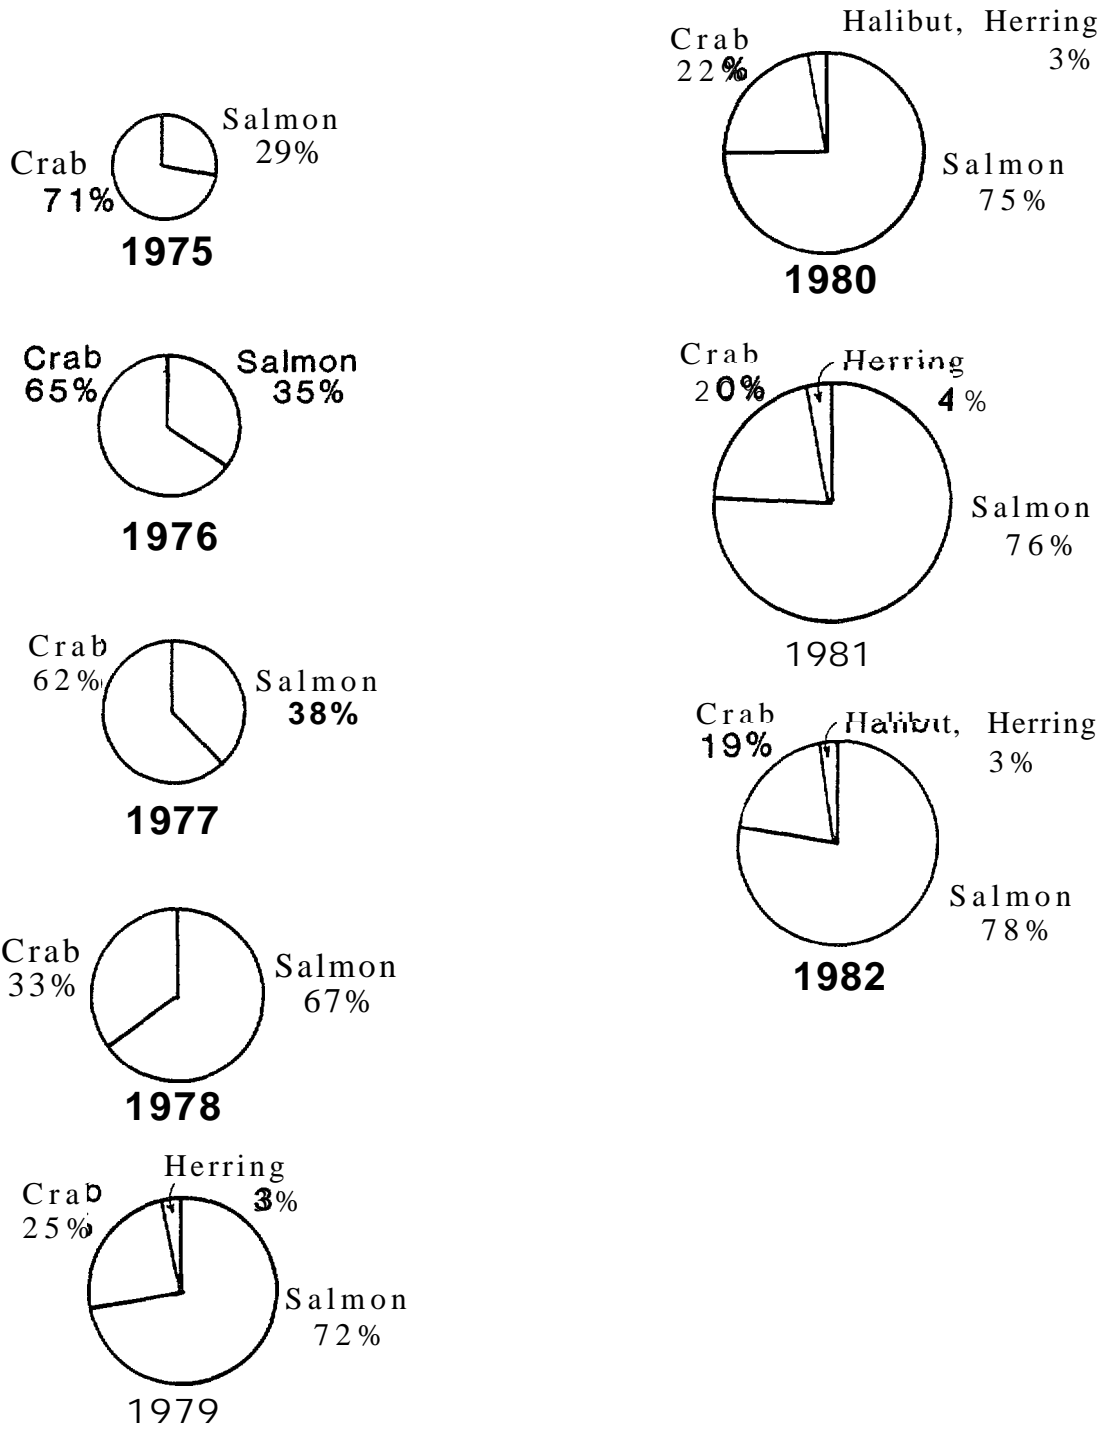 Salmon
29%
Crab
71%
1975
Crab
65%
Salmon
35%
1976
Crab
62%
Salmon
38%
1977
Crab
33%
Salmon
67%
1978
Herring
3%
Crab
25%
Salmon
72%
1979
Halibut, Herring
3%
Crab
22%
Salmon
75%
1980
Crab
20%
Herring
4%
Salmon
76%
1981
Crab
19%
Halibut, Herring
3%
Salmon
78%
1982